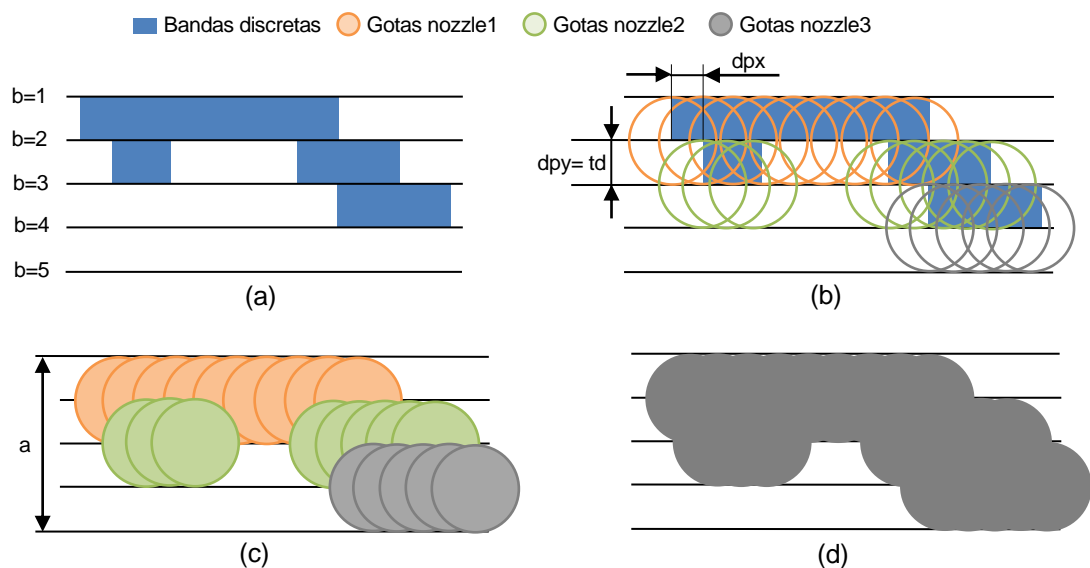 Bandas discretas Gotas nozzle1 Gotas nozzle2 Gotas nozzle3
b=1
b=2
b=3
b=4
b=5
(a)
dpx
dpy= td
(b)
a
(c)
(d)